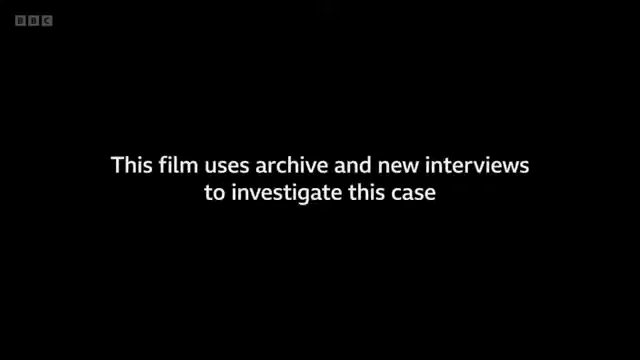 BBC
This film uses archive and new interviews
to investigate this case